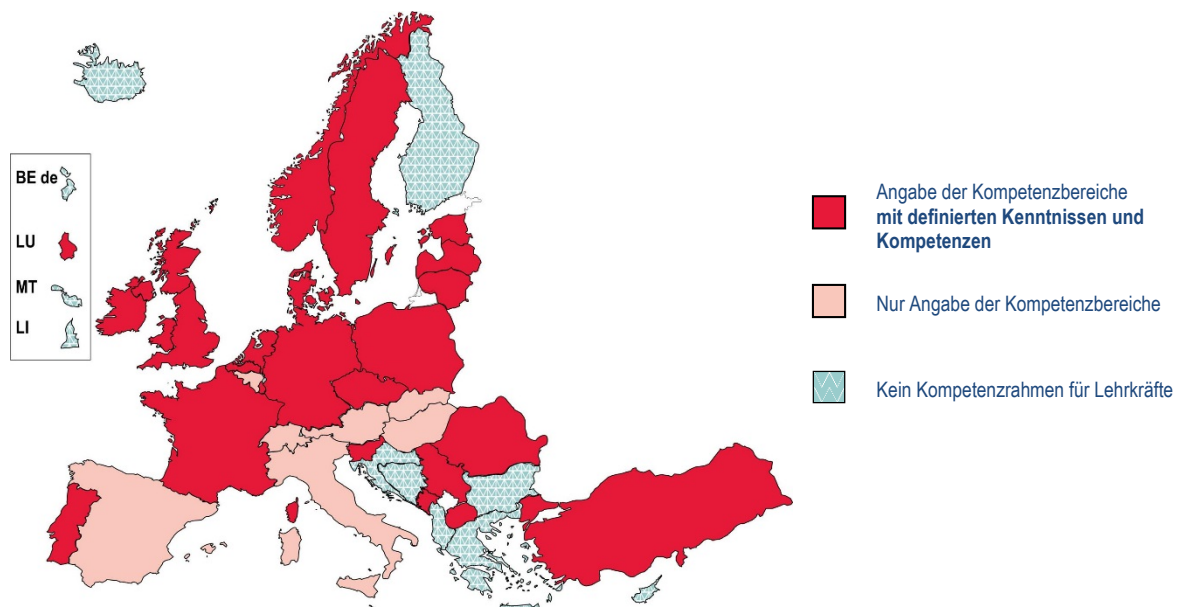 BE de
LU
MT
LI
Angabe der Kompetenzbereiche
mit definierten Kenntnissen und
Kompetenzen
Nur Angabe der Kompetenzbereiche
Kein Kompetenzrahmen für Lehrkräfte